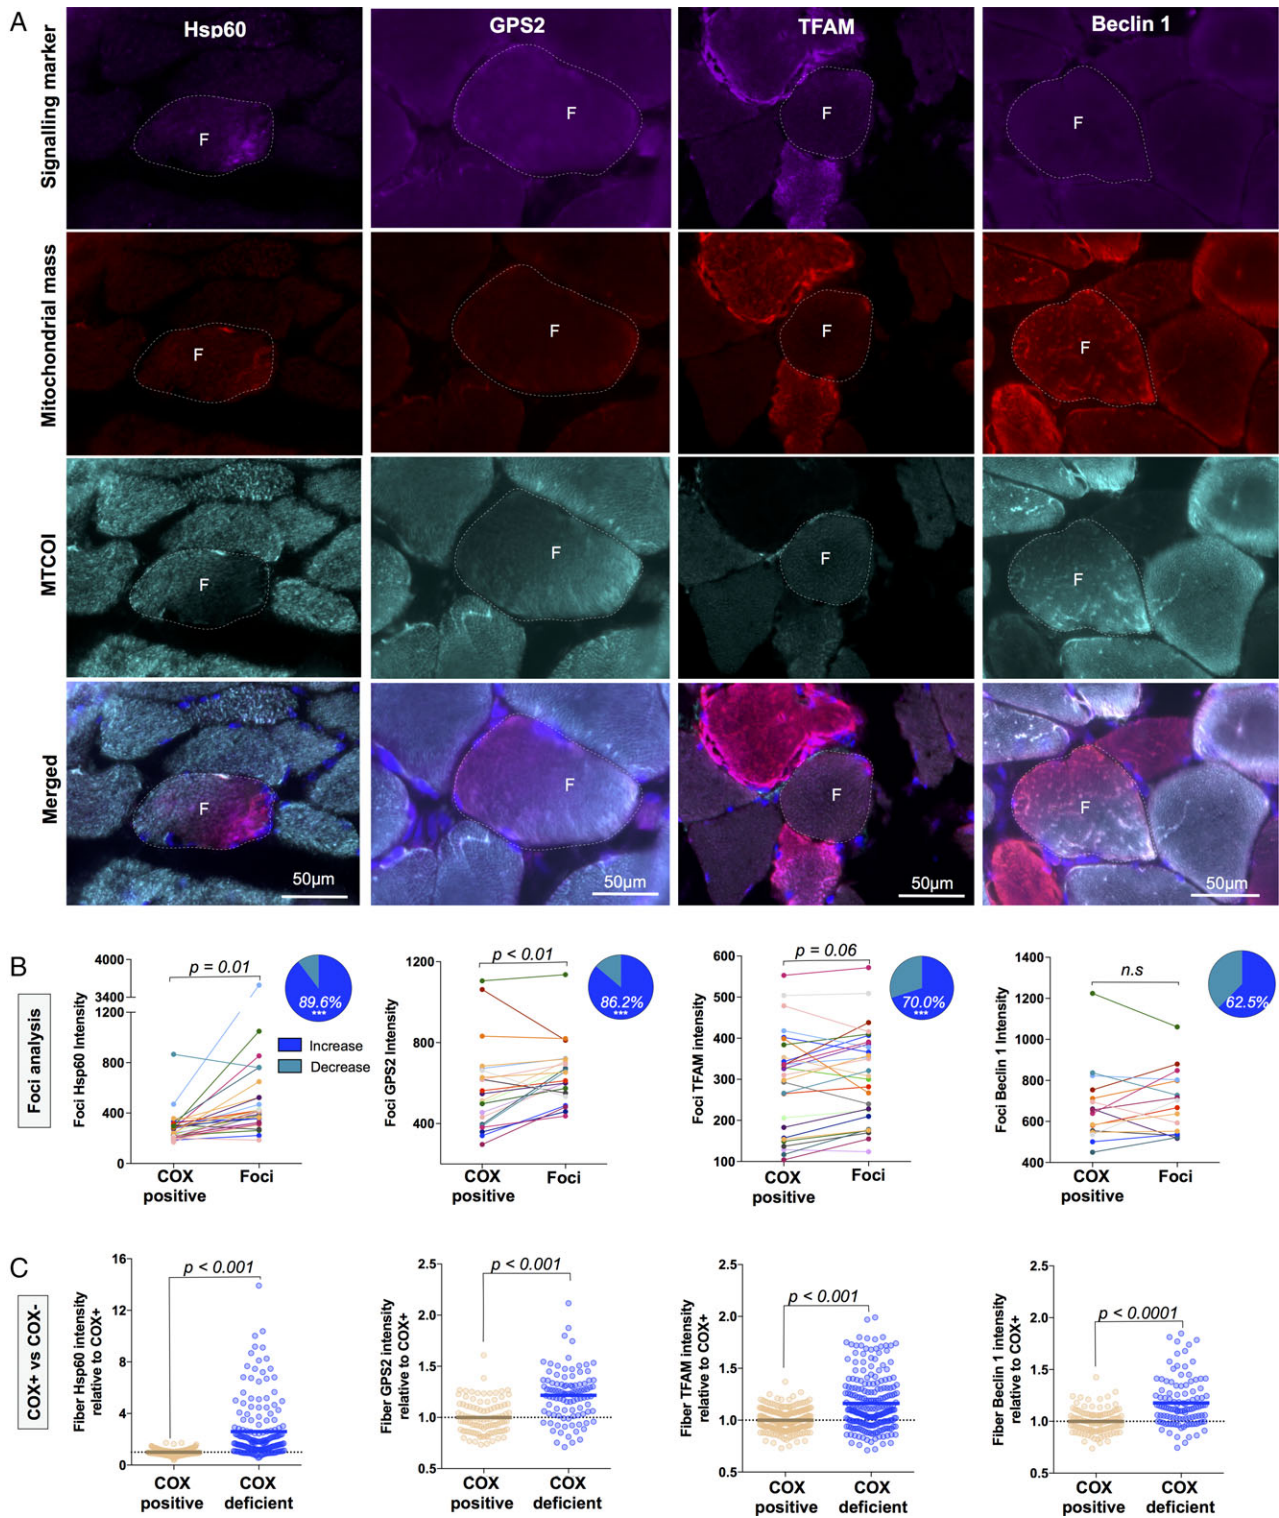 A
Hsp60
GPS2
TFAM
Beclin 1
Signalling marker
F
F
F
F
Mitochondrial mass
F
F
F
F
MTCOI
F
F
F
F
Merged
F
F
F
F
50µm
50µm
50µm
50µm
B
Foci analysis
Foci Hsp60 Intensity
4000
3400
1200
800
400
0
p = 0.01
89.6%
***
Increase
Decrease
COX
positive
Foci
Foci GPS2 Intensity
1200
800
400
p < 0.01
86.2%
***
COX
positive
Foci
Foci TFAM intensity
600
500
400
300
200
100
p = 0.06
70.0%
***
COX
positive
Foci
Foci Beclin 1 Intensity
1400
1200
1000
800
600
400
n.s
62.5%
COX
positive
Foci
C
COX+ vs COX-
Fiber Hsp60 intensity
relative to COX+
16
12
8
4
0
p < 0.001
COX
positive
COX
deficient
Fiber GPS2 intensity
relative to COX+
2.5
2.0
1.5
1.0
0.5
p < 0.001
COX
positive
COX
deficient
Fiber TFAM intensity
relative to COX+
2.5
2.0
1.5
1.0
0.5
p < 0.001
COX
positive
COX
deficient
Fiber Beclin 1 intensity
relative to COX+
2.5
2.0
1.5
1.0
0.5
p < 0.0001
COX
positive
COX
deficient